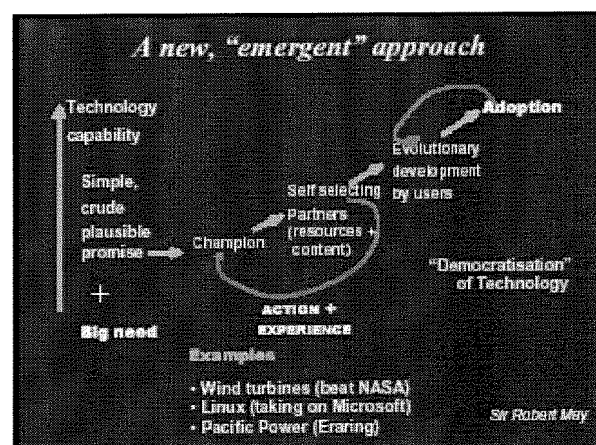 A new, "emergent" approach
Technology
capability
Simple,
crude
plausible
promise
+
Big need
Champion
Self selecting
Partners
(resources +
content)
Evolutionary
development
by users
Adoption
ACTION +
EXPERIENCE
"Democratisation"
of Technology
Examples
• Wind turbines (beat NASA)
• Linux (taking on Microsoft)
• Pacific Power (Eraring)
Sir Robert May